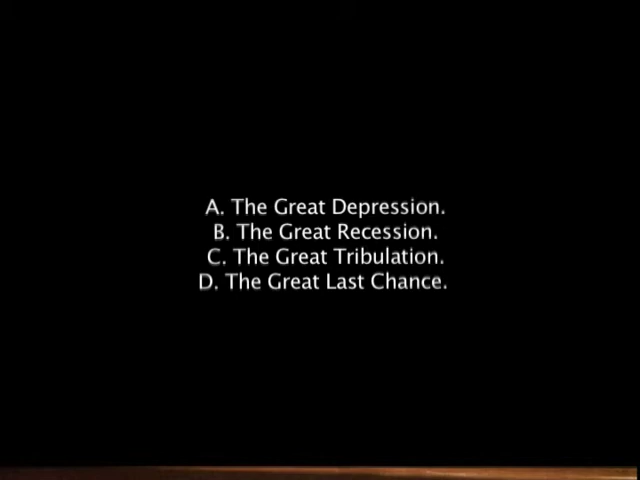 A. The Great Depression.
B. The Great Recession.
C. The Great Tribulation.
D. The Great Last Chance.